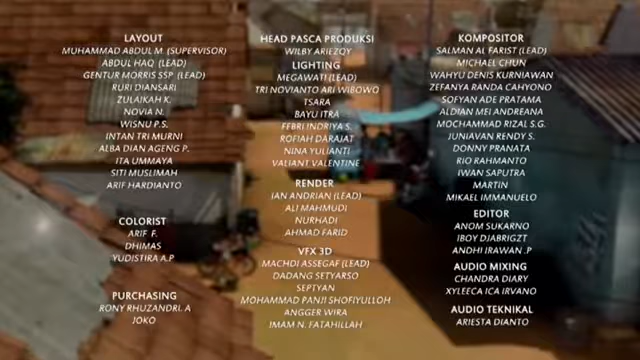 LAYOUT
MUHAMMAD ABDUL M (SUPERVISOR)
ABDUL HAQ (LEAD)
GENTUR MORRIS SSP (LEAD)
RURI DIANSARI
ZULAIKAH K.
NOVIA N.
WISNU P.S.
INTAN TRI MURNI
ALBA DIAN AGENG P.
ITA UMMAYA
SITI MUSLIMAH
ARIF HARDIANTO
COLORIST
ARIF F.
DHIMAS
YUDISTIRA A.P
PURCHASING
RONY RHUZANDRI. A
JOKO
HEAD PASCA PRODUKSI
WILBY ARIEZQY
LIGHTING
MEGAWATI (LEAD)
TRI NOVIANTO ARI WIBOWO
TSARA
BAYU ITRA
FEBRI INDRIYA S.
ROFIAH DARAJAT
NINA YULIANTI
VALIANT VALENTINE
RENDER
IAN ANDRIAN (LEAD)
ALI MAHMUDI
NURHADI
AHMAD FARID
VFX 3D
MACHDI ASSEGAF (LEAD)
DADANG SETYARSO
SEPTYAN
MOHAMMAD PANJI SHOFIYULLOH
ANGGER WIRA
IMAM N. FATAHILLAH
KOMPOSITOR
SALMAN AL FARIST (LEAD)
MICHAEL CHUN
WAHYU DENIS KURNIAWAN
ZEFANYA RANDA CAHYONO
SOFYAN ADE PRATAMA
ALDIAN MEI ANDREANA
MOCHAMMAD RIZAL S.G.
JUNIAVAN RENDY S.
DONNY PRANATA
RIO RAHMANTO
IWAN SAPUTRA
MARTIN
MIKAEL IMMANUELO
EDITOR
ANOM SUKARNO
IBOY DJABRIGZT
ANDHI IRAWAN .P
AUDIO MIXING
CHANDRA DIARY
XYLEECA ICA IRVANO
AUDIO TEKNIKAL
ARIESTA DIANTO